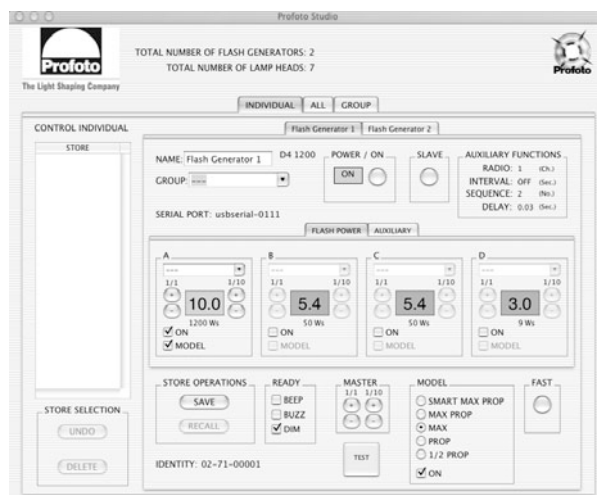 Profoto Studio
Profoto
The Light Shaping Company
TOTAL NUMBER OF FLASH GENERATORS: 2
TOTAL NUMBER OF LAMP HEADS: 7
Profoto
INDIVIDUAL ALL GROUP
CONTROL INDIVIDUAL
STORE
Flash Generator 1 Flash Generator 2
NAME: Flash Generator 1 D4 1200
GROUP: ---
SERIAL PORT: usbserial-0111
POWER / ON
ON
SLAVE
AUXILIARY FUNCTIONS
RADIO: 1 (Ch.)
INTERVAL: OFF (Sec.)
SEQUENCE: 2 (No.)
DELAY: 0.03 (Sec.)
FLASH POWER AUXILIARY
A
---
1/1 1/10
+ +
10.0
- -
1200 Ws
ON
MODEL
B
---
1/1 1/10
+ +
5.4
- -
50 Ws
ON
MODEL
C
---
1/1 1/10
+ +
5.4
- -
50 Ws
ON
MODEL
D
---
1/1 1/10
+ +
3.0
- -
9 Ws
ON
MODEL
STORE SELECTION
UNDO
DELETE
STORE OPERATIONS
SAVE
RECALL
IDENTITY: 02-71-00001
READY
BEEP
BUZZ
DIM
MASTER
1/1 1/10
+ +
- -
TEST
MODEL
SMART MAX PROP
MAX PROP
MAX
PROP
1/2 PROP
ON
FAST